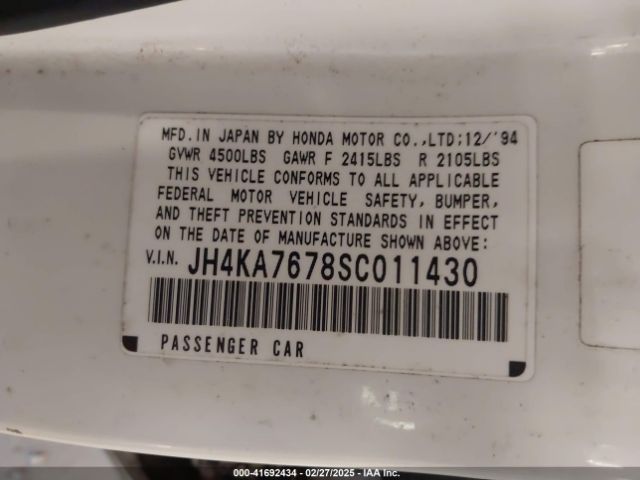 MFD.IN JAPAN BY HONDA MOTOR CO.,LTD;12/'94
GVWR 4500LBS GAWR F 2415LBS R 2105LBS
THIS VEHICLE CONFORMS TO ALL APPLICABLE
FEDERAL MOTOR VEHICLE SAFETY, BUMPER,
AND THEFT PREVENTION STANDARDS IN EFFECT
ON THE DATE OF MANUFACTURE SHOWN ABOVE:
V.I.N. JH4KA7678SC011430
PASSENGER CAR
000-41692434 - 02/27/2025 - IAA Inc.